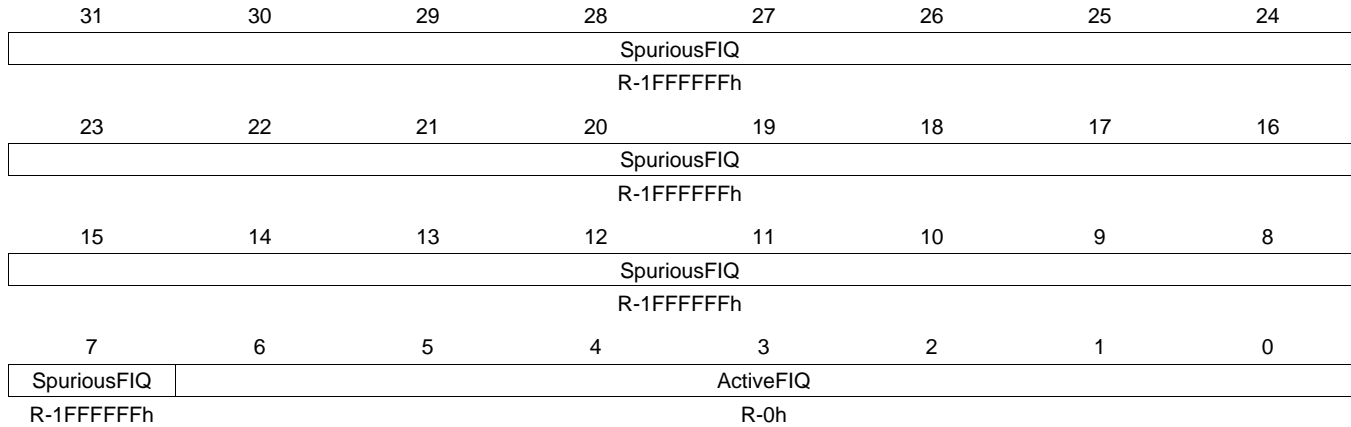 31 30 29 28 27 26 25 24
SpuriousFIQ
R-1FFFFFFh
23 22 21 20 19 18 17 16
SpuriousFIQ
R-1FFFFFFh
15 14 13 12 11 10 9 8
SpuriousFIQ
R-1FFFFFFh
7 6 5 4 3 2 1 0
SpuriousFIQ ActiveFIQ
R-1FFFFFFh R-0h